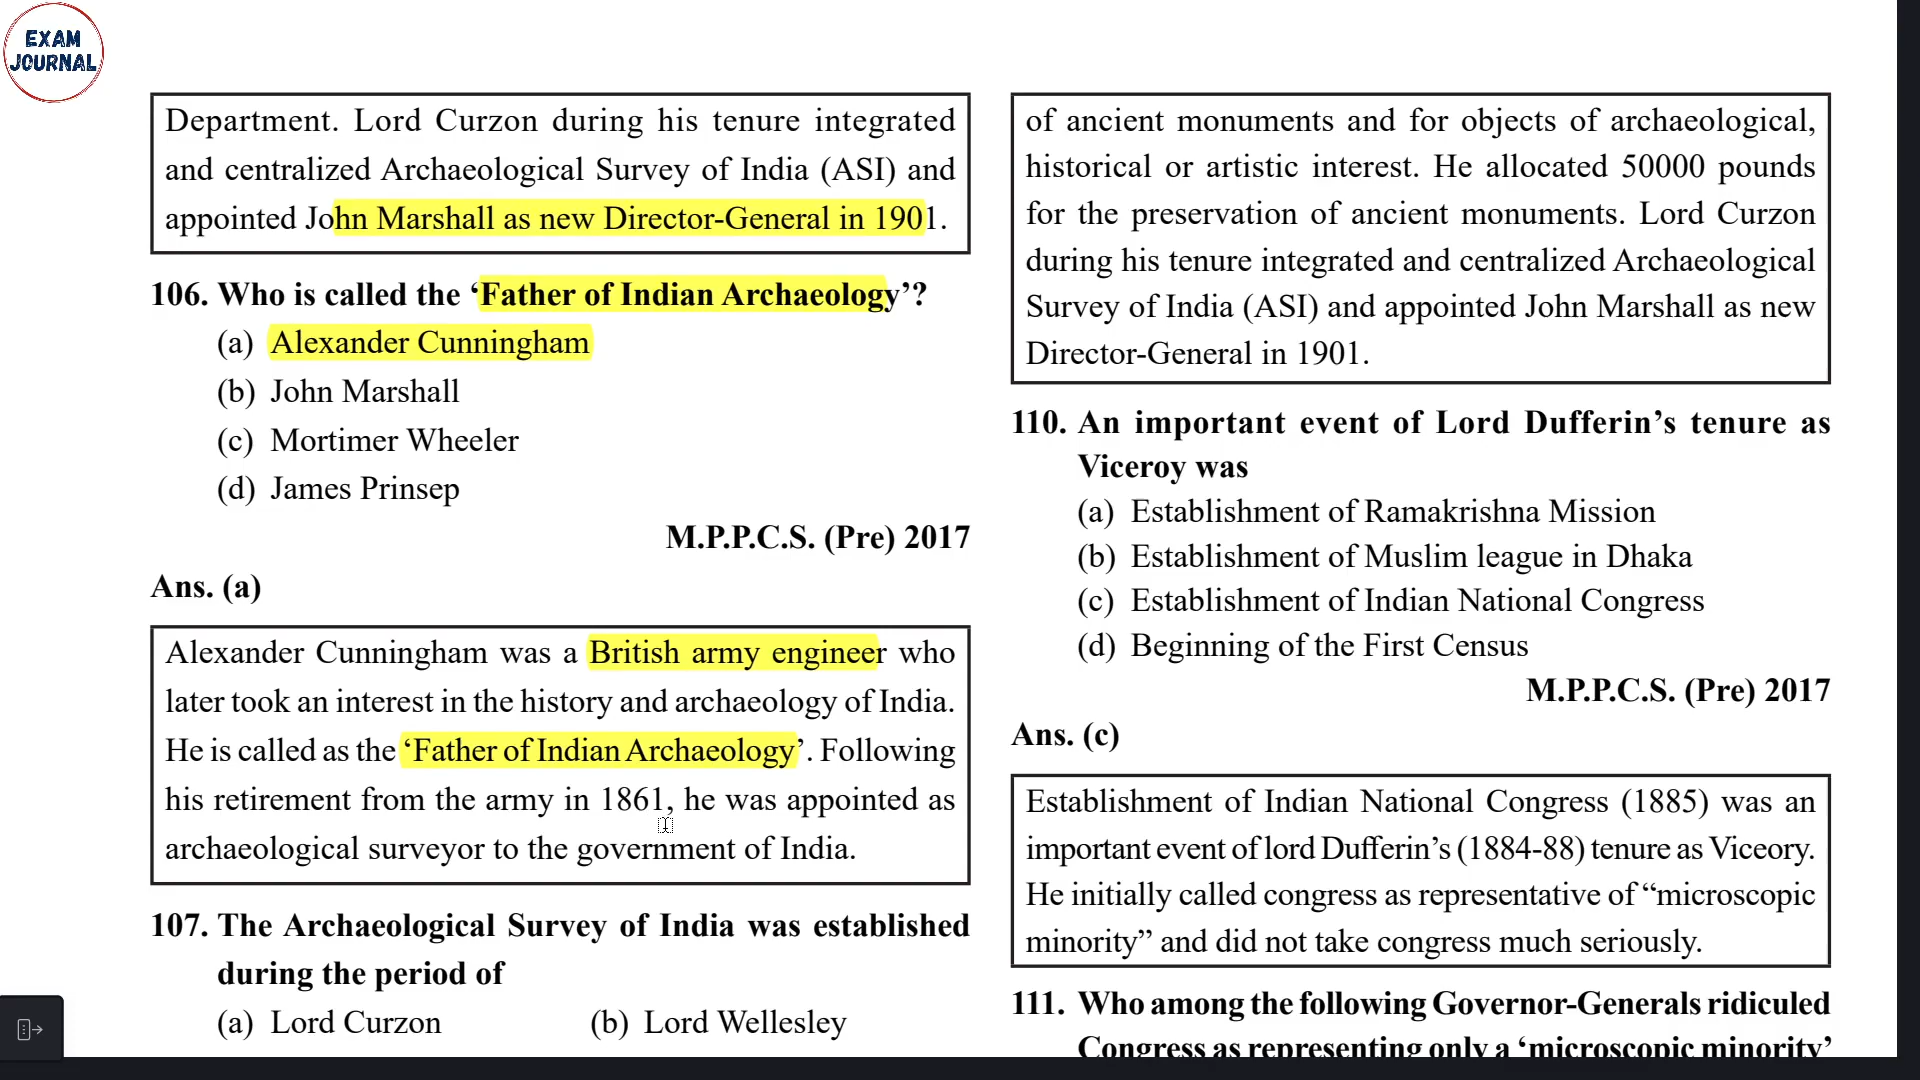 EXAM
JOURNAL
Department. Lord Curzon during his tenure integrated
and centralized Archaeological Survey of India (ASI) and
appointed John Marshall as new Director-General in 1901.
106. Who is called the ‘Father of Indian Archaeology’?
(a) Alexander Cunningham
(b) John Marshall
(c) Mortimer Wheeler
(d) James Prinsep
M.P.P.C.S. (Pre) 2017
Ans. (a)
Alexander Cunningham was a British army engineer who
later took an interest in the history and archaeology of India.
He is called as the ‘Father of Indian Archaeology’. Following
his retirement from the army in 1861, he was appointed as
archaeological surveyor to the government of India.
107. The Archaeological Survey of India was established
during the period of
(a) Lord Curzon (b) Lord Wellesley
of ancient monuments and for objects of archaeological,
historical or artistic interest. He allocated 50000 pounds
for the preservation of ancient monuments. Lord Curzon
during his tenure integrated and centralized Archaeological
Survey of India (ASI) and appointed John Marshall as new
Director-General in 1901.
110. An important event of Lord Dufferin’s tenure as
Viceroy was
(a) Establishment of Ramakrishna Mission
(b) Establishment of Muslim league in Dhaka
(c) Establishment of Indian National Congress
(d) Beginning of the First Census
M.P.P.C.S. (Pre) 2017
Ans. (c)
Establishment of Indian National Congress (1885) was an
important event of lord Dufferin’s (1884-88) tenure as Viceory.
He initially called congress as representative of “microscopic
minority” and did not take congress much seriously.
111. Who among the following Governor-Generals ridiculed
Congress as representing only a ‘microscopic minority’